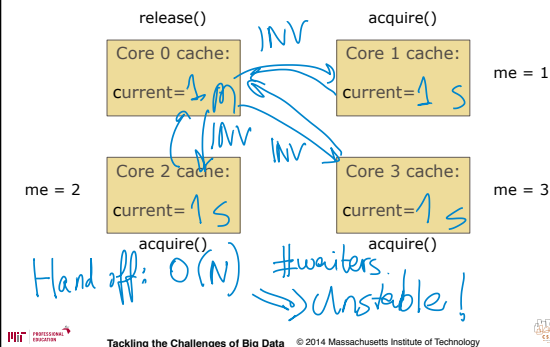 release()
acquire()
INV
Core 0 cache:
Core 1 cache:
me = 1
current=1 m
current=1 S
INV
INV
me = 2
Core 2 cache:
Core 3 cache:
me = 3
current=1 S
current=1 S
acquire()
acquire()
Hand off: O(N) #waiters
→ Unstable!
PROFESSIONAL
EDUCATION
Tackling the Challenges of Big Data © 2014 Massachusetts Institute of Technology